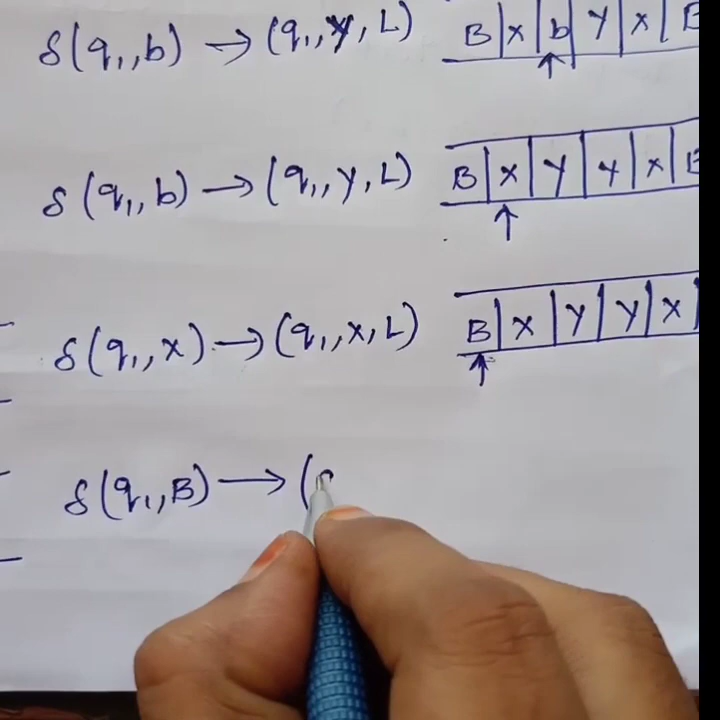 δ(q₁,b) → (q₁,y,L) B|x|b|y|x|B
↑
δ(q₁,b) → (q₁,y,L) B|x|y|y|x|B
↑
δ(q₁,x) → (q₁,x,L) B|x|y|y|x|
↑
δ(q₁,B) → (